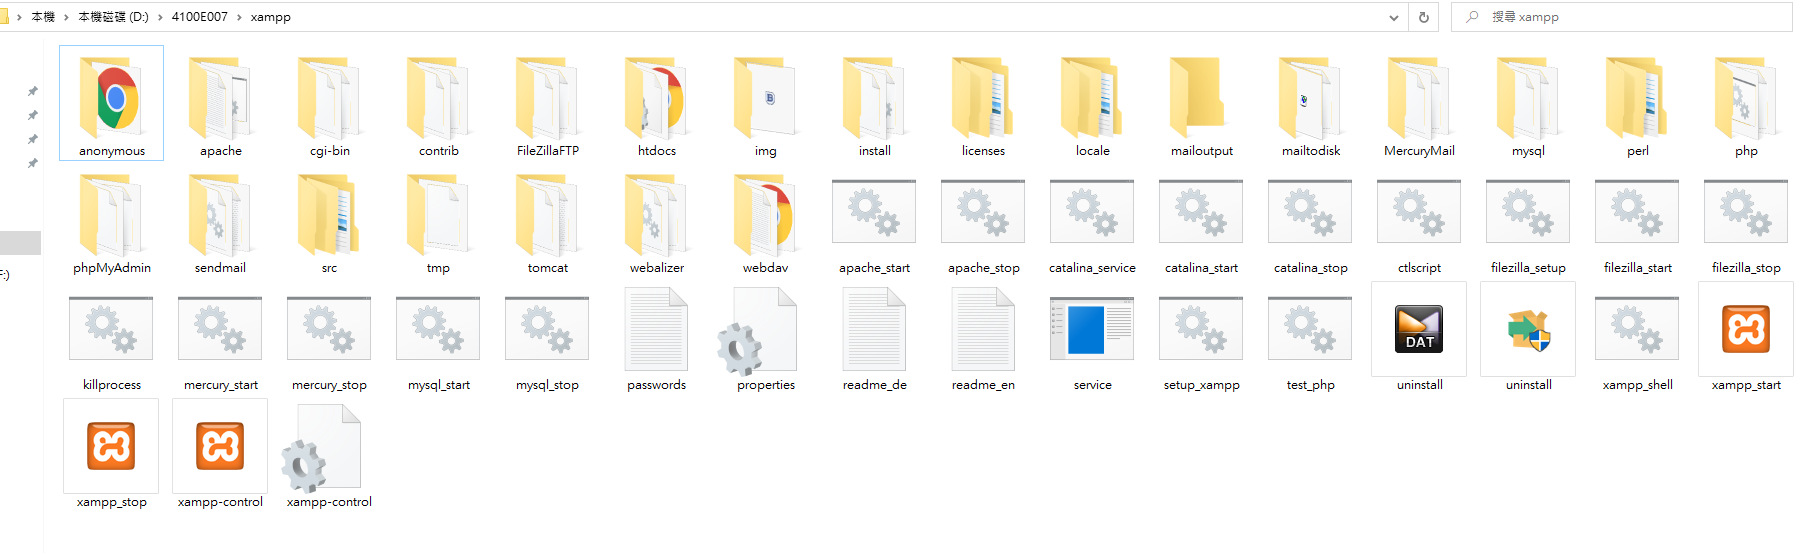 本機 > 本機磁碟 (D:) > 4100E007 > xampp
搜尋 xampp
anonymous apache cgi-bin contrib FileZillaFTP htdocs img install licenses locale mailoutput mailtodisk MercuryMail mysql perl php
phpMyAdmin sendmail src tmp tomcat webalizer webdav apache_start apache_stop catalina_service catalina_start catalina_stop ctlscript filezilla_setup filezilla_start filezilla_stop
:)
DAT
killprocess mercury_start mercury_stop mysql_start mysql_stop passwords properties readme_de readme_en service setup_xampp test_php uninstall uninstall xampp_shell xampp_start
xampp_stop xampp-control xampp-control